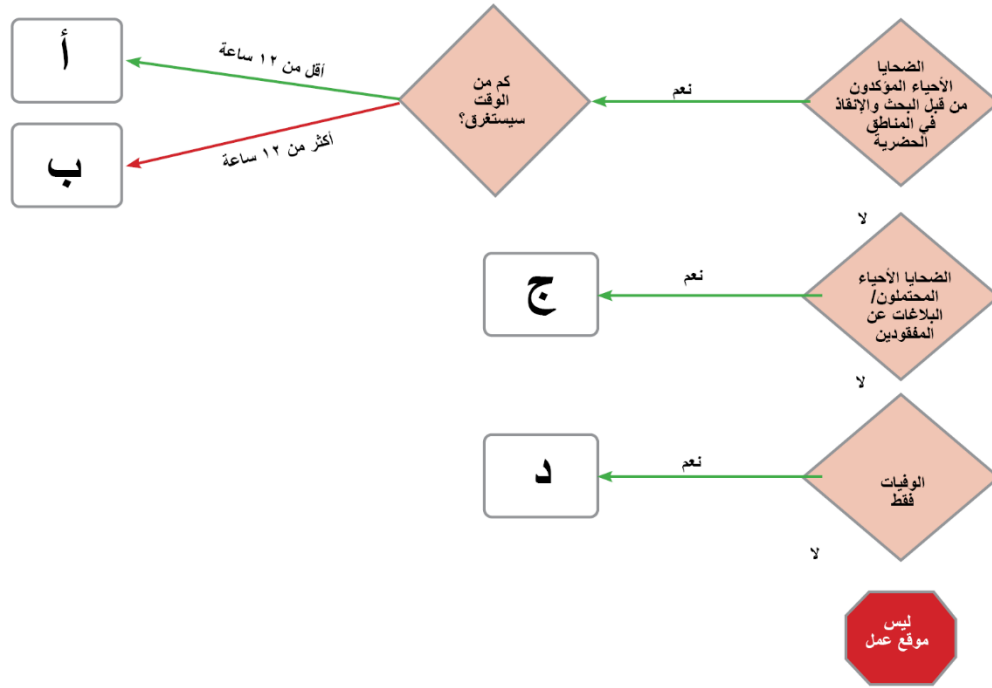 الضحايا
الأحياء المؤكدون
من قبل البحث والإنقاذ
في المناطق
الحضرية
نعم
كم من
الوقت
سيستغرق؟
أقل من ١٢ ساعة
أ
أكثر من ١٢ ساعة
ب
لا
الضحايا الأحياء
المحتملون/
البلاغات عن
المفقودين
نعم
ج
لا
الوفيات
فقط
نعم
د
لا
ليس
موقع عمل